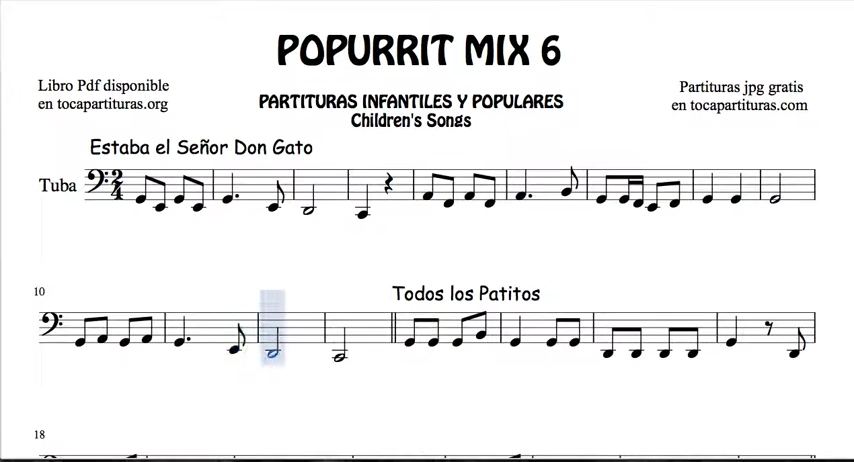 POPURRIT MIX 6
Libro Pdf disponible
en tocapartituras.org
PARTITURAS INFANTILES Y POPULARES
Children's Songs
Partituras jpg gratis
en tocapartituras.com
Estaba el Señor Don Gato
Tuba
2
4
10
Todos los Patitos
18